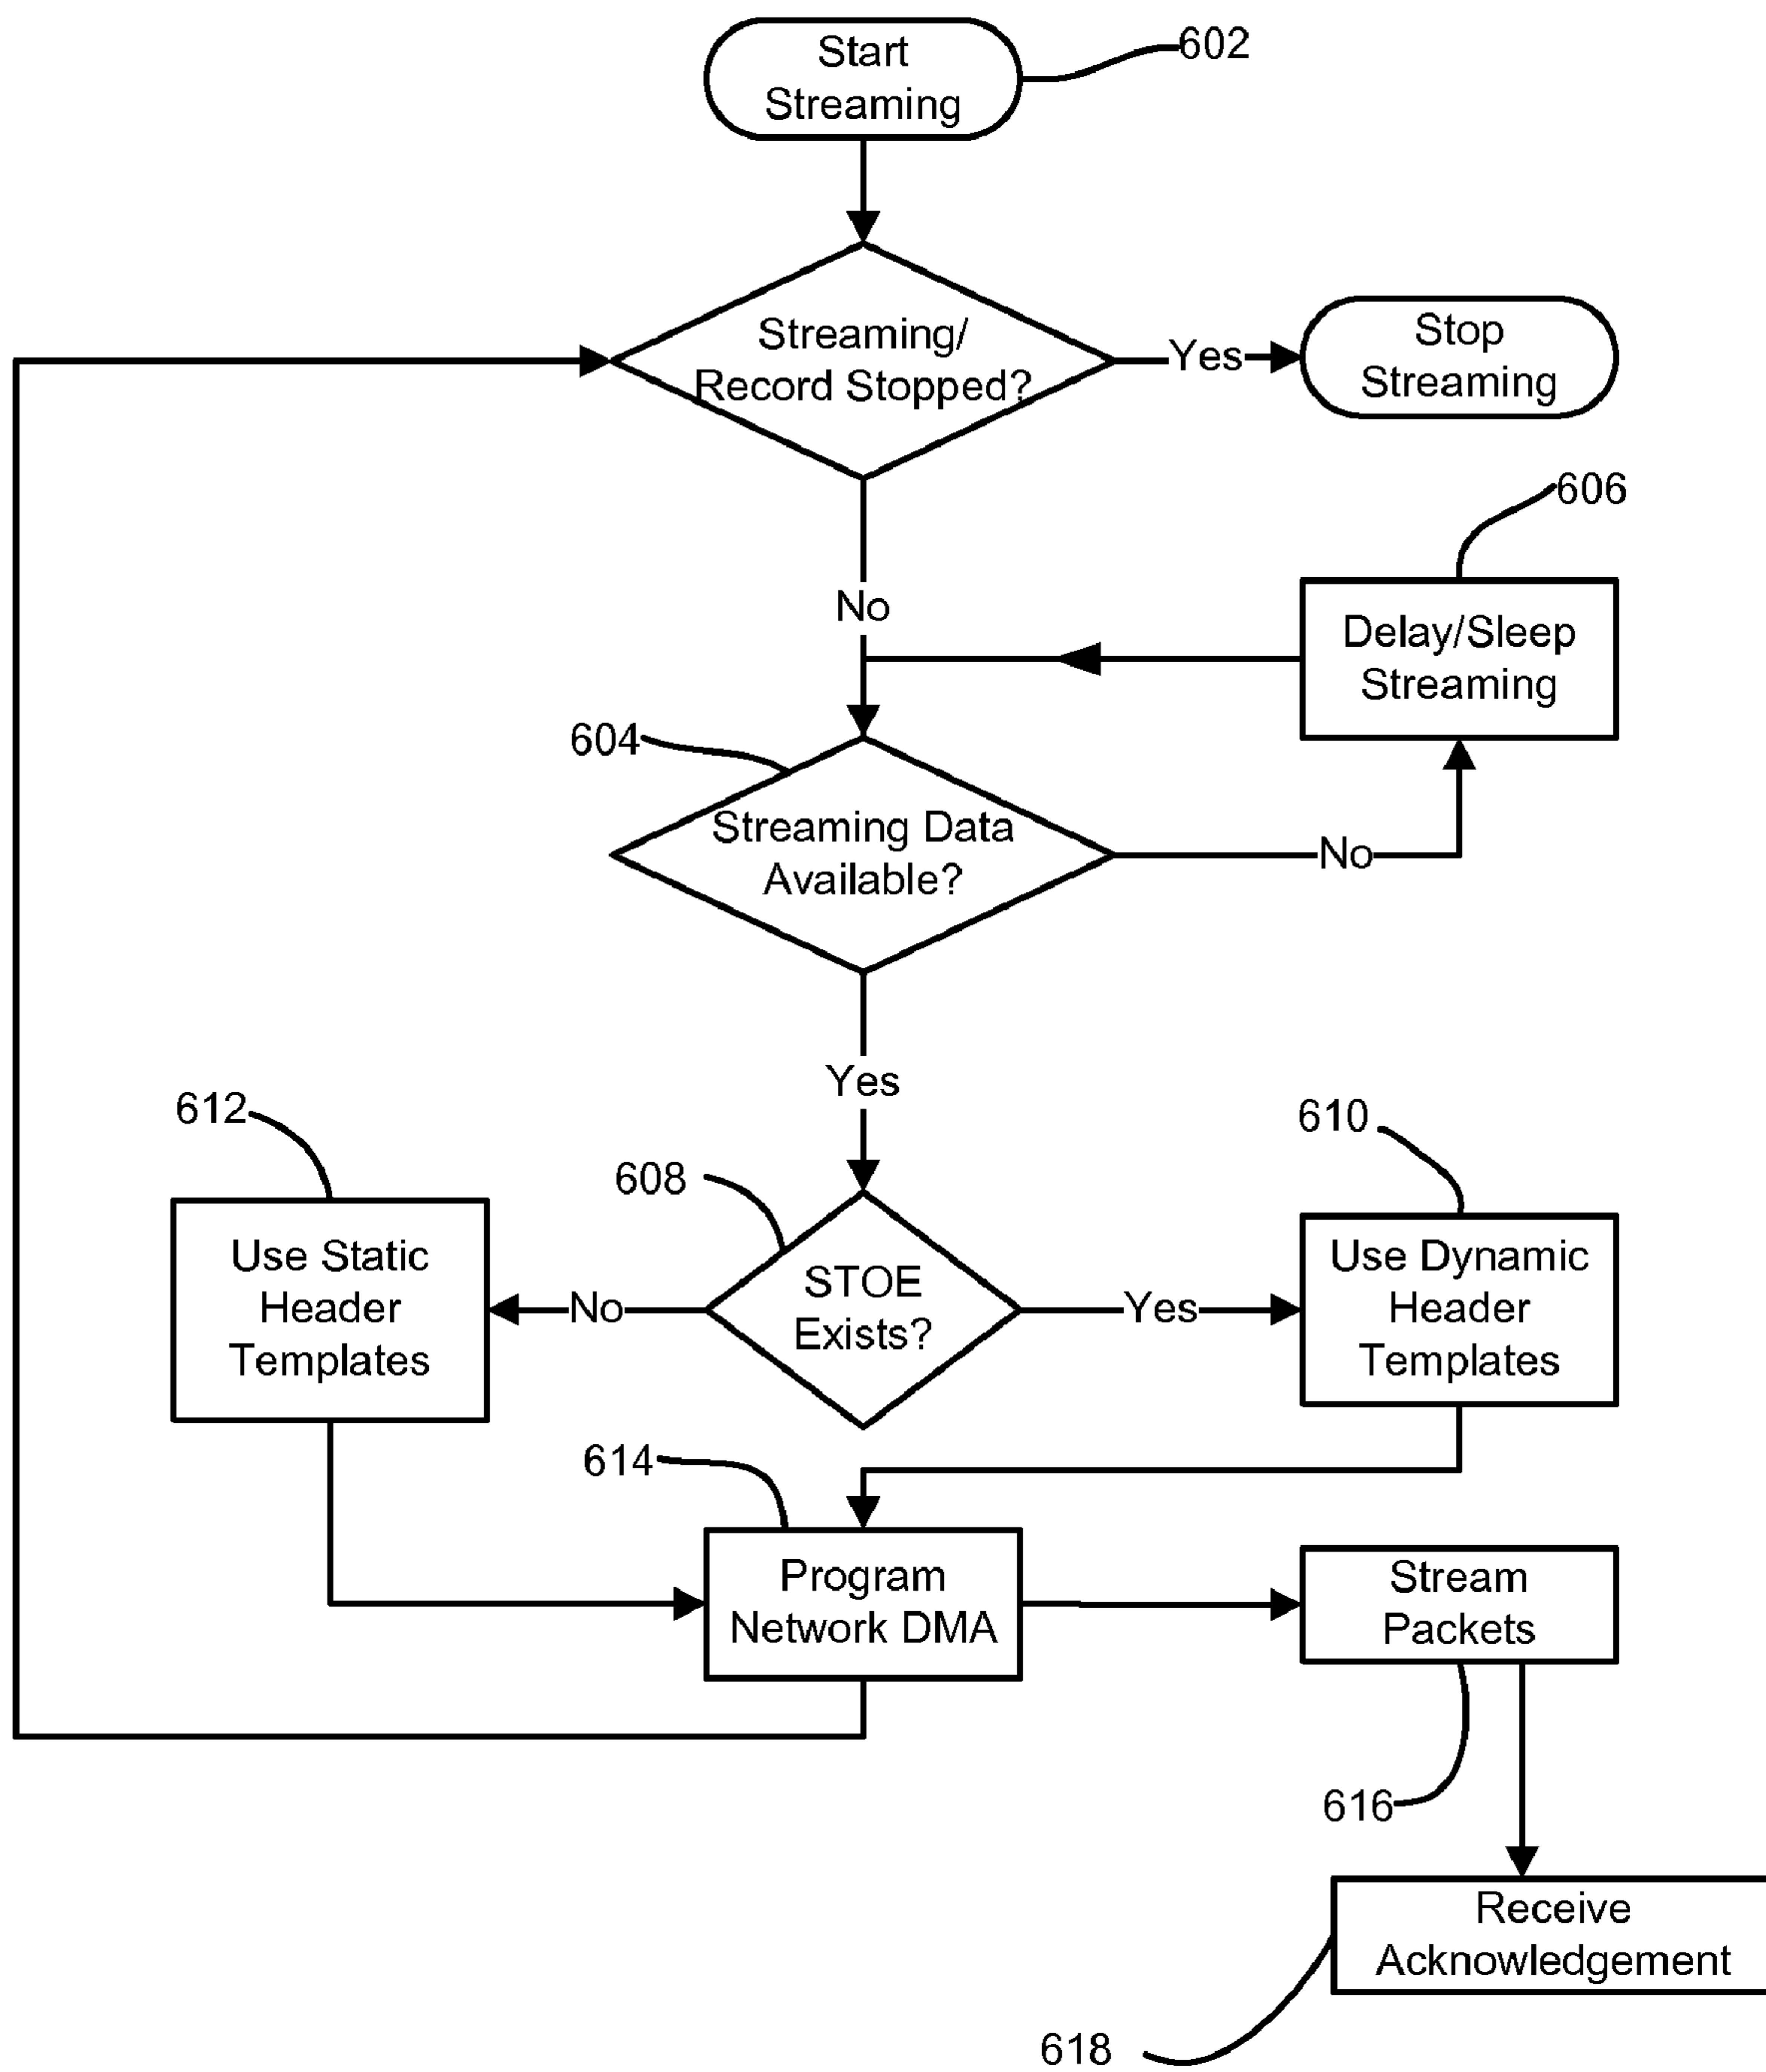 Start
Streaming
602
Streaming/
Record Stopped?
Yes
Stop
Streaming
606
No
Delay/Sleep
Streaming
604
Streaming Data
Available?
No
Yes
612
610
608
Use Static
Header
Templates
No
STOE
Exists?
Yes
Use Dynamic
Header
Templates
614
Program
Network DMA
Stream
Packets
616
Receive
Acknowledgement
618